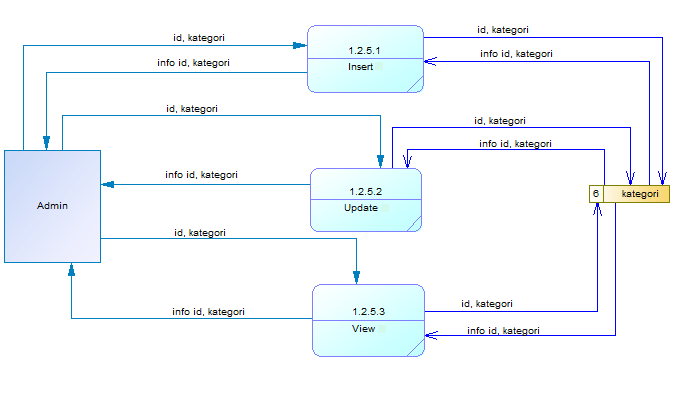 id, kategori
id, kategori
1.2.5.1
info id, kategori
info id, kategori
Insert
id, kategori
id, kategori
info id, kategori
info id, kategori
1.2.5.2
6 kategori
Admin
Update
id, kategori
id, kategori
1.2.5.3
info id, kategori
View
info id, kategori